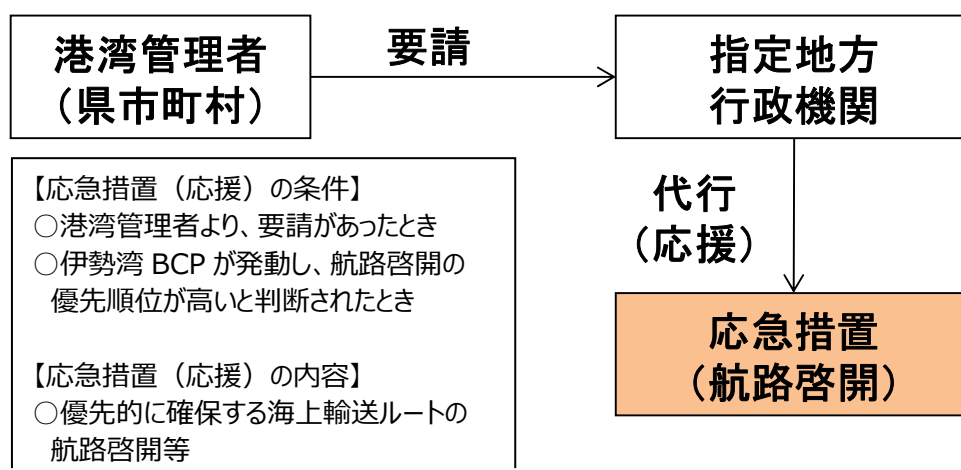 港湾管理者
（県市町村）
要請
指定地方
行政機関
【応急措置（応援）の条件】
○港湾管理者より、要請があったとき
○伊勢湾 BCP が発動し、航路啓開の
優先順位が高いと判断されたとき
【応急措置（応援）の内容】
○優先的に確保する海上輸送ルートの
航路啓開等
代行
（応援）
応急措置
（航路啓開）